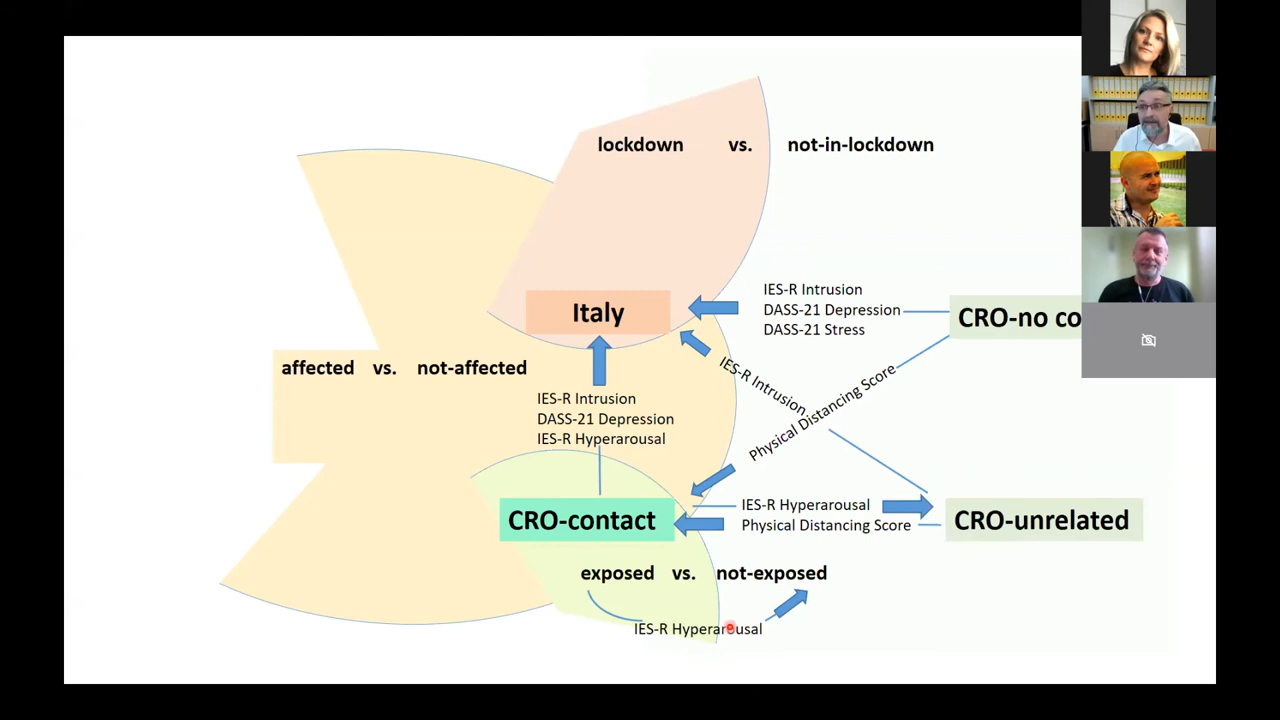 lockdown vs. not-in-lockdown
IES-R Intrusion
DASS-21 Depression
DASS-21 Stress
Italy
CRO-no co
affected vs. not-affected
IES-R Intrusion
DASS-21 Depression
IES-R Hyperarousal
IES-R Intrusion
Physical Distancing Score
CRO-contact
IES-R Hyperarousal
Physical Distancing Score
CRO-unrelated
exposed vs. not-exposed
IES-R Hyperarousal